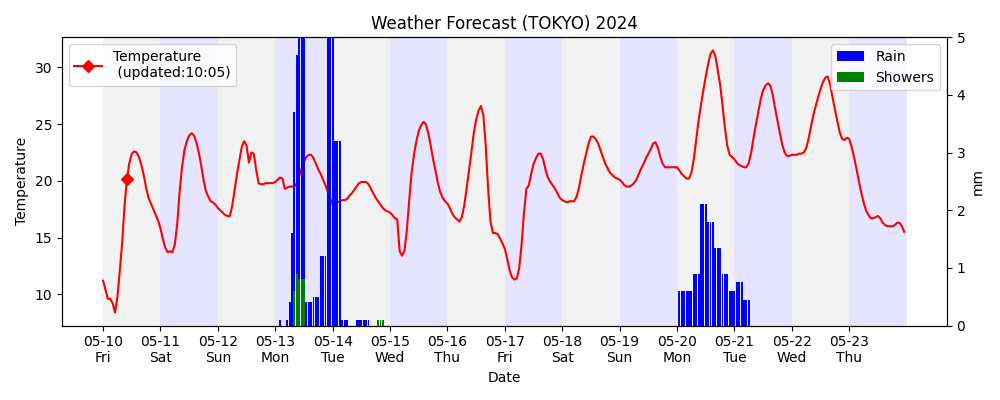 Weather Forecast (TOKYO) 2024
Temperature
(updated:10:05)
Rain
Showers
30
25
20
15
10
Temperature
5
4
3
2
1
0
mm
05-10 05-11 05-12 05-13 05-14 05-15 05-16 05-17 05-18 05-19 05-20 05-21 05-22 05-23
Fri Sat Sun Mon Tue Wed Thu Fri Sat Sun Mon Tue Wed Thu
Date